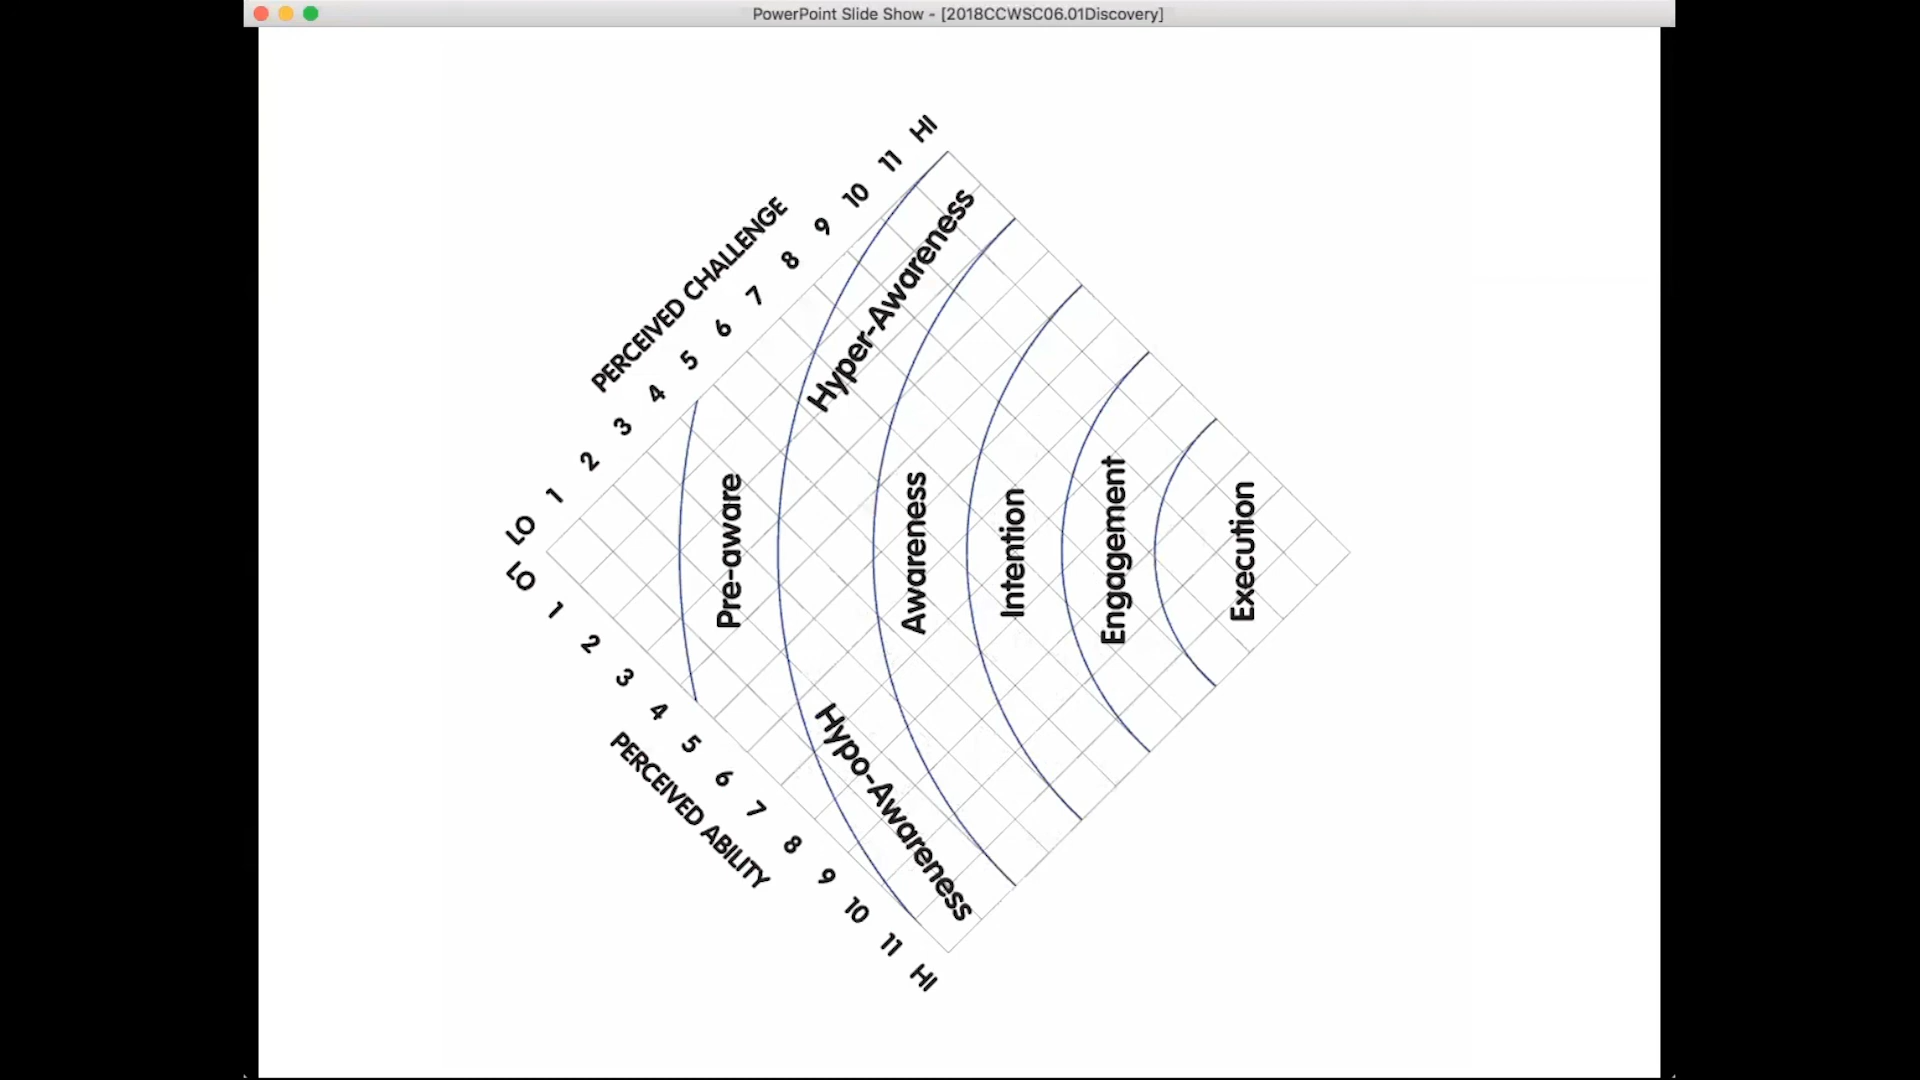 PowerPoint Slide Show - [2018CCWSC06.01Discovery]
PERCEIVED CHALLENGE
LO 1 2 3 4 5 6 7 8 9 10 11 HI
LO 1 2 3 4 5 6 7 8 9 10 11 HI
PERCEIVED ABILITY
Pre-aware
Hyper-Awareness
Hypo-Awareness
Awareness
Intention
Engagement
Execution